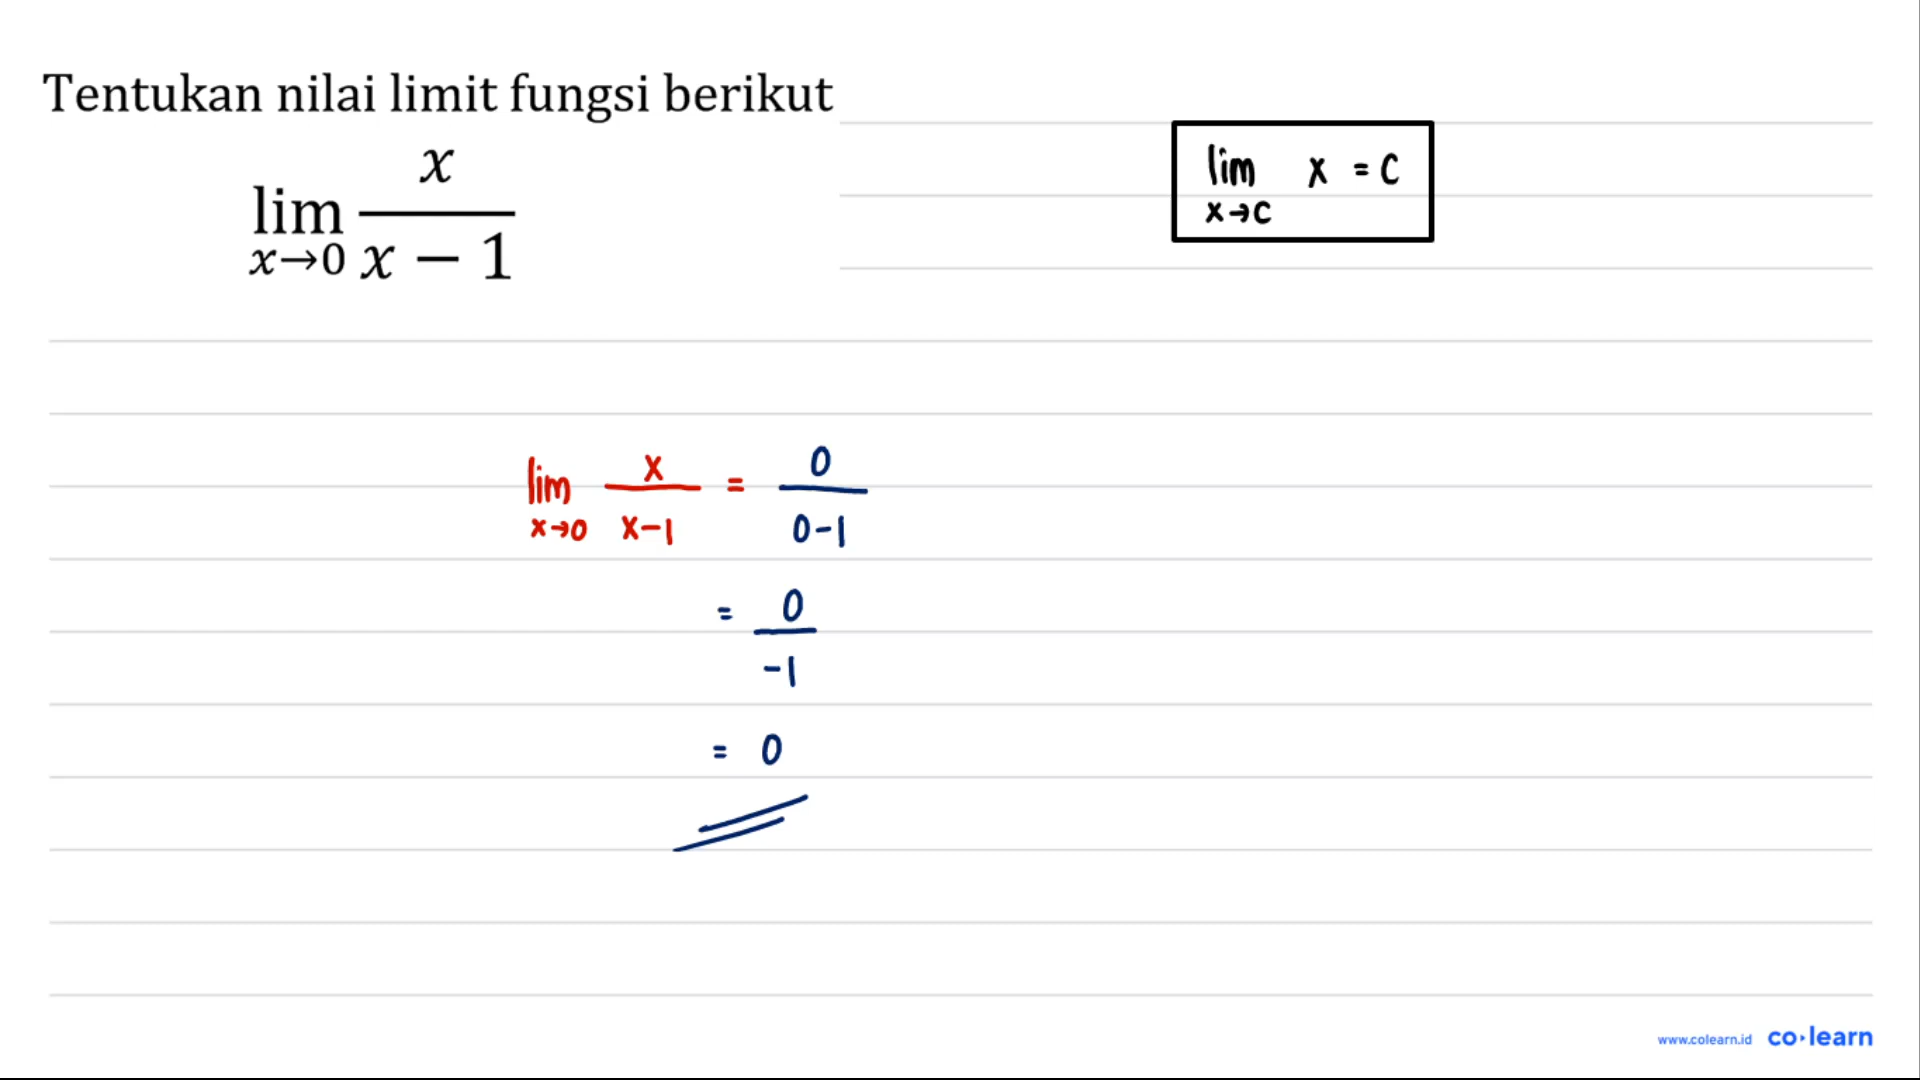 Tentukan nilai limit fungsi berikut
lim x→0 x / (x − 1)
lim x→c x = c
lim x→0 x / (x-1) = 0 / (0-1)
= 0 / -1
= 0
www.colearn.id co·learn